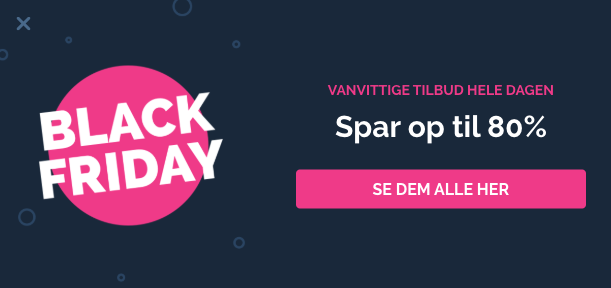 BLACK
FRIDAY
VANVITTIGE TILBUD HELE DAGEN
Spar op til 80%
SE DEM ALLE HER